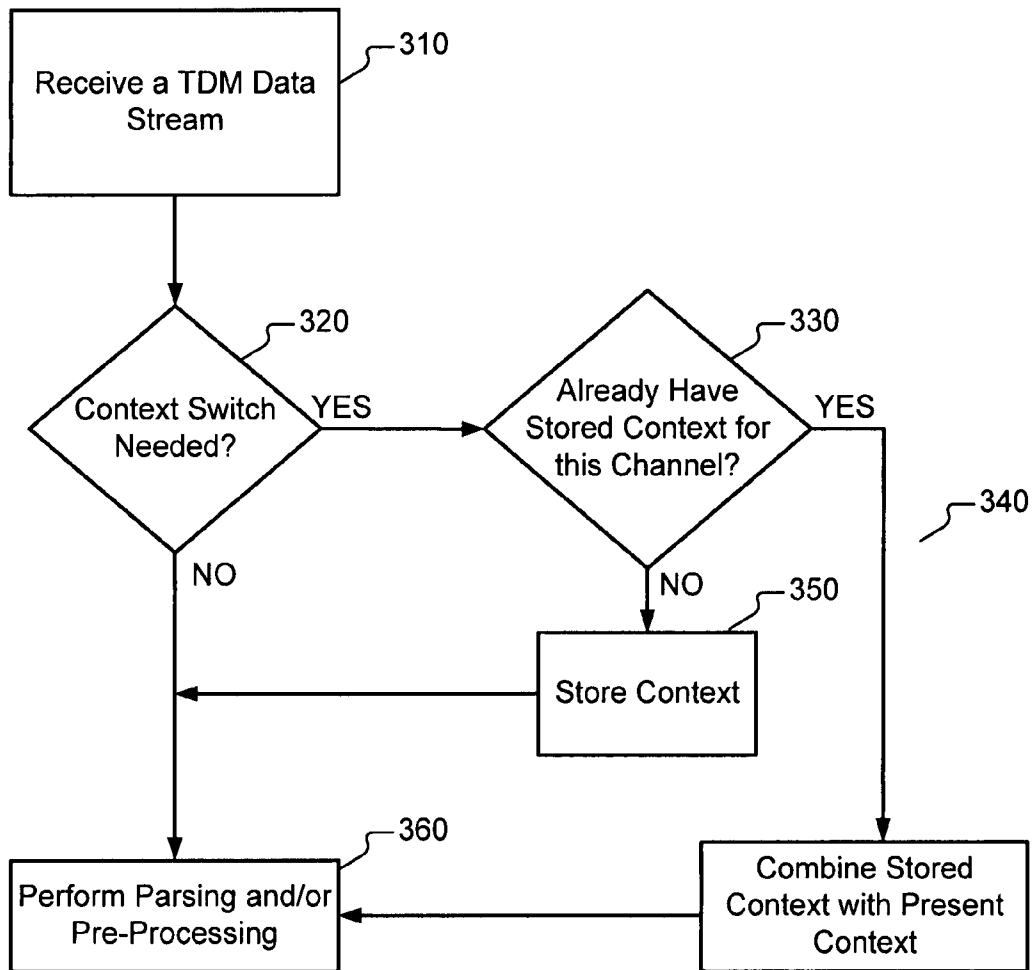 310
Receive a TDM Data
Stream
320
330
Context Switch
Needed?
YES
Already Have
Stored Context for
this Channel?
YES
340
NO
NO
350
Store Context
360
Perform Parsing and/or
Pre-Processing
Combine Stored
Context with Present
Context